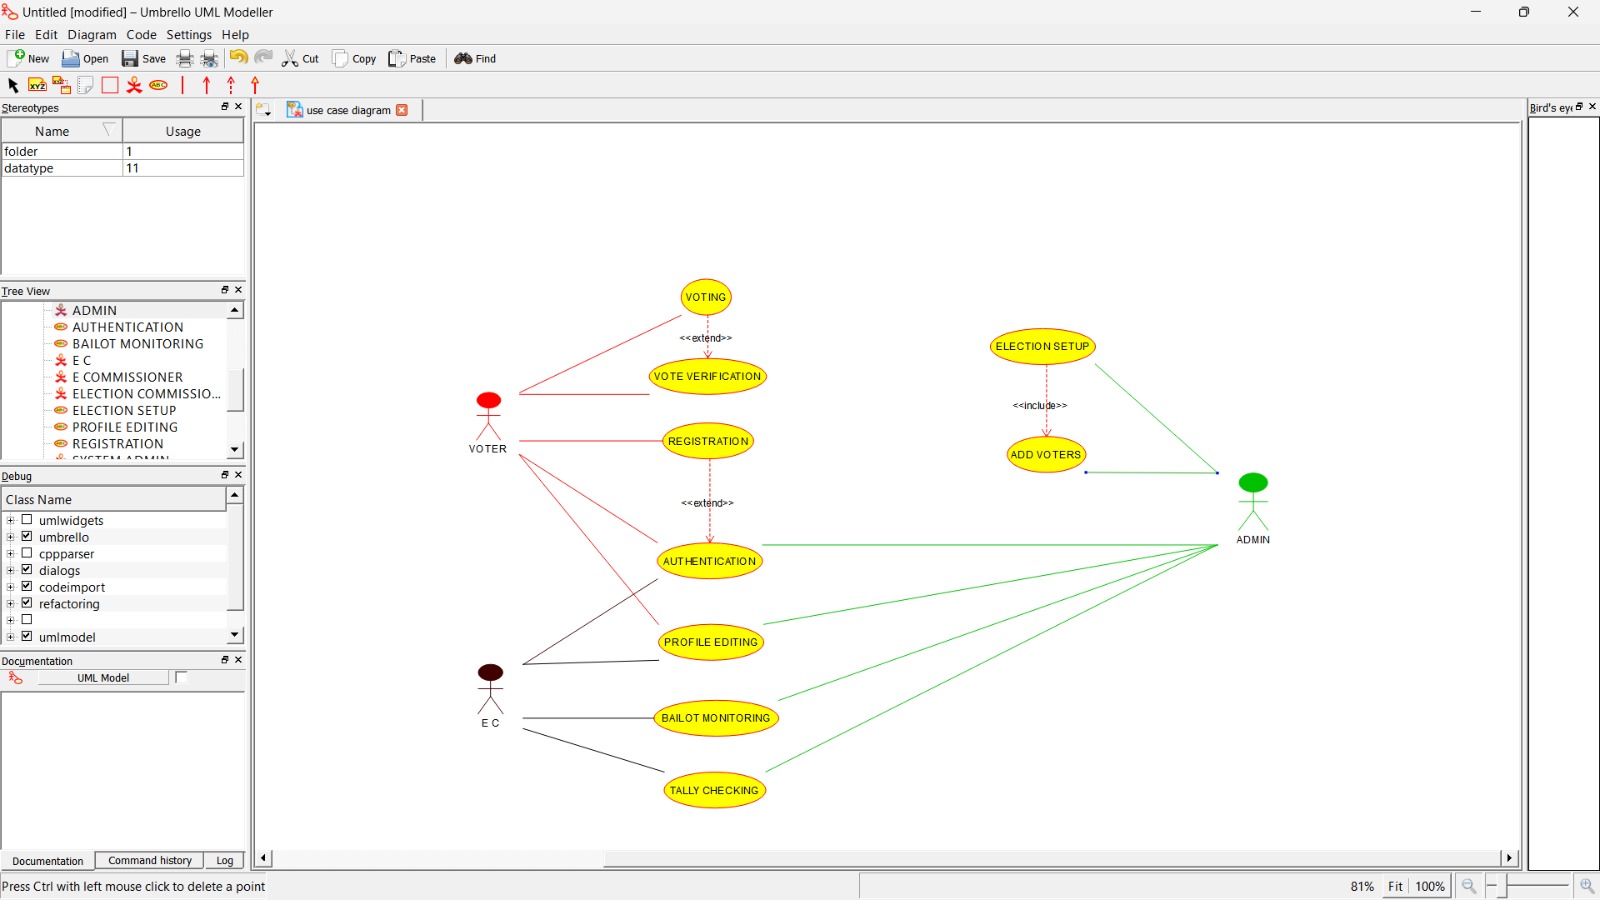 Untitled [modified] – Umbrello UML Modeller
File Edit Diagram Code Settings Help
New Open Save Cut Copy Paste Find
XYZ ABC
Stereotypes
Name Usage
folder 1
datatype 11
Tree View
ADMIN
AUTHENTICATION
BAILOT MONITORING
E C
E COMMISSIONER
ELECTION COMMISSIO...
ELECTION SETUP
PROFILE EDITING
REGISTRATION
SYSTEM ADMIN
Debug
Class Name
umlwidgets
umbrello
cppparser
dialogs
codeimport
refactoring
umlmodel
Documentation
UML Model
Documentation Command history Log
Press Ctrl with left mouse click to delete a point
use case diagram
VOTING
<<extend>>
VOTE VERIFICATION
VOTER
REGISTRATION
<<extend>>
AUTHENTICATION
PROFILE EDITING
E C
BAILOT MONITORING
TALLY CHECKING
ELECTION SETUP
<<include>>
ADD VOTERS
ADMIN
Bird's eye
81% Fit 100%